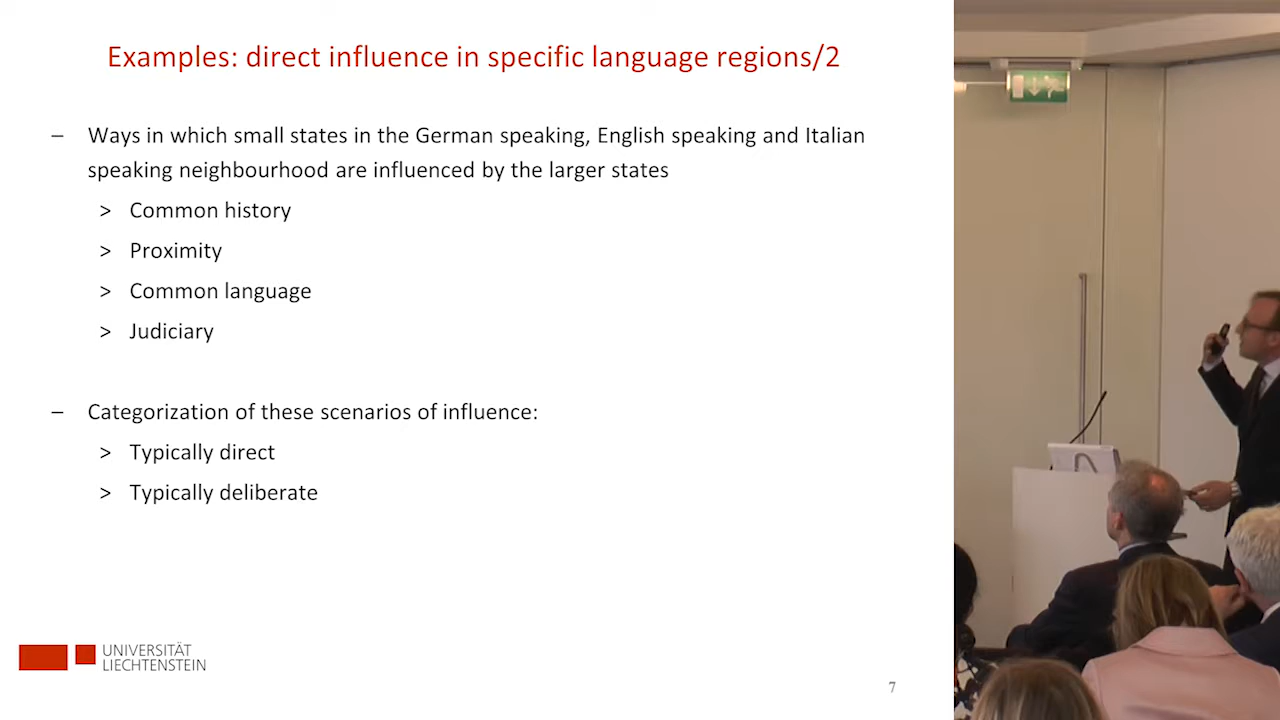 Examples: direct influence in specific language regions/2
– Ways in which small states in the German speaking, English speaking and Italian
speaking neighbourhood are influenced by the larger states
> Common history
> Proximity
> Common language
> Judiciary
– Categorization of these scenarios of influence:
> Typically direct
> Typically deliberate
UNIVERSITÄT
LIECHTENSTEIN
7